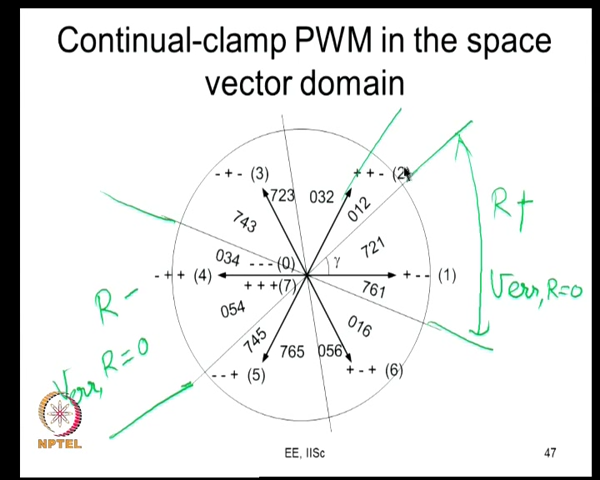 Continual-clamp PWM in the space
vector domain
- + - (3)
+ + - (2)
723
032
012
743
721
R+
034
- - - (0)
γ
- + + (4)
+ - - (1)
+ + + (7)
761
Verr, R=0
R-
054
016
745
765
056
Verr, R=0
- - + (5)
+ - + (6)
NPTEL
EE, IISc
47